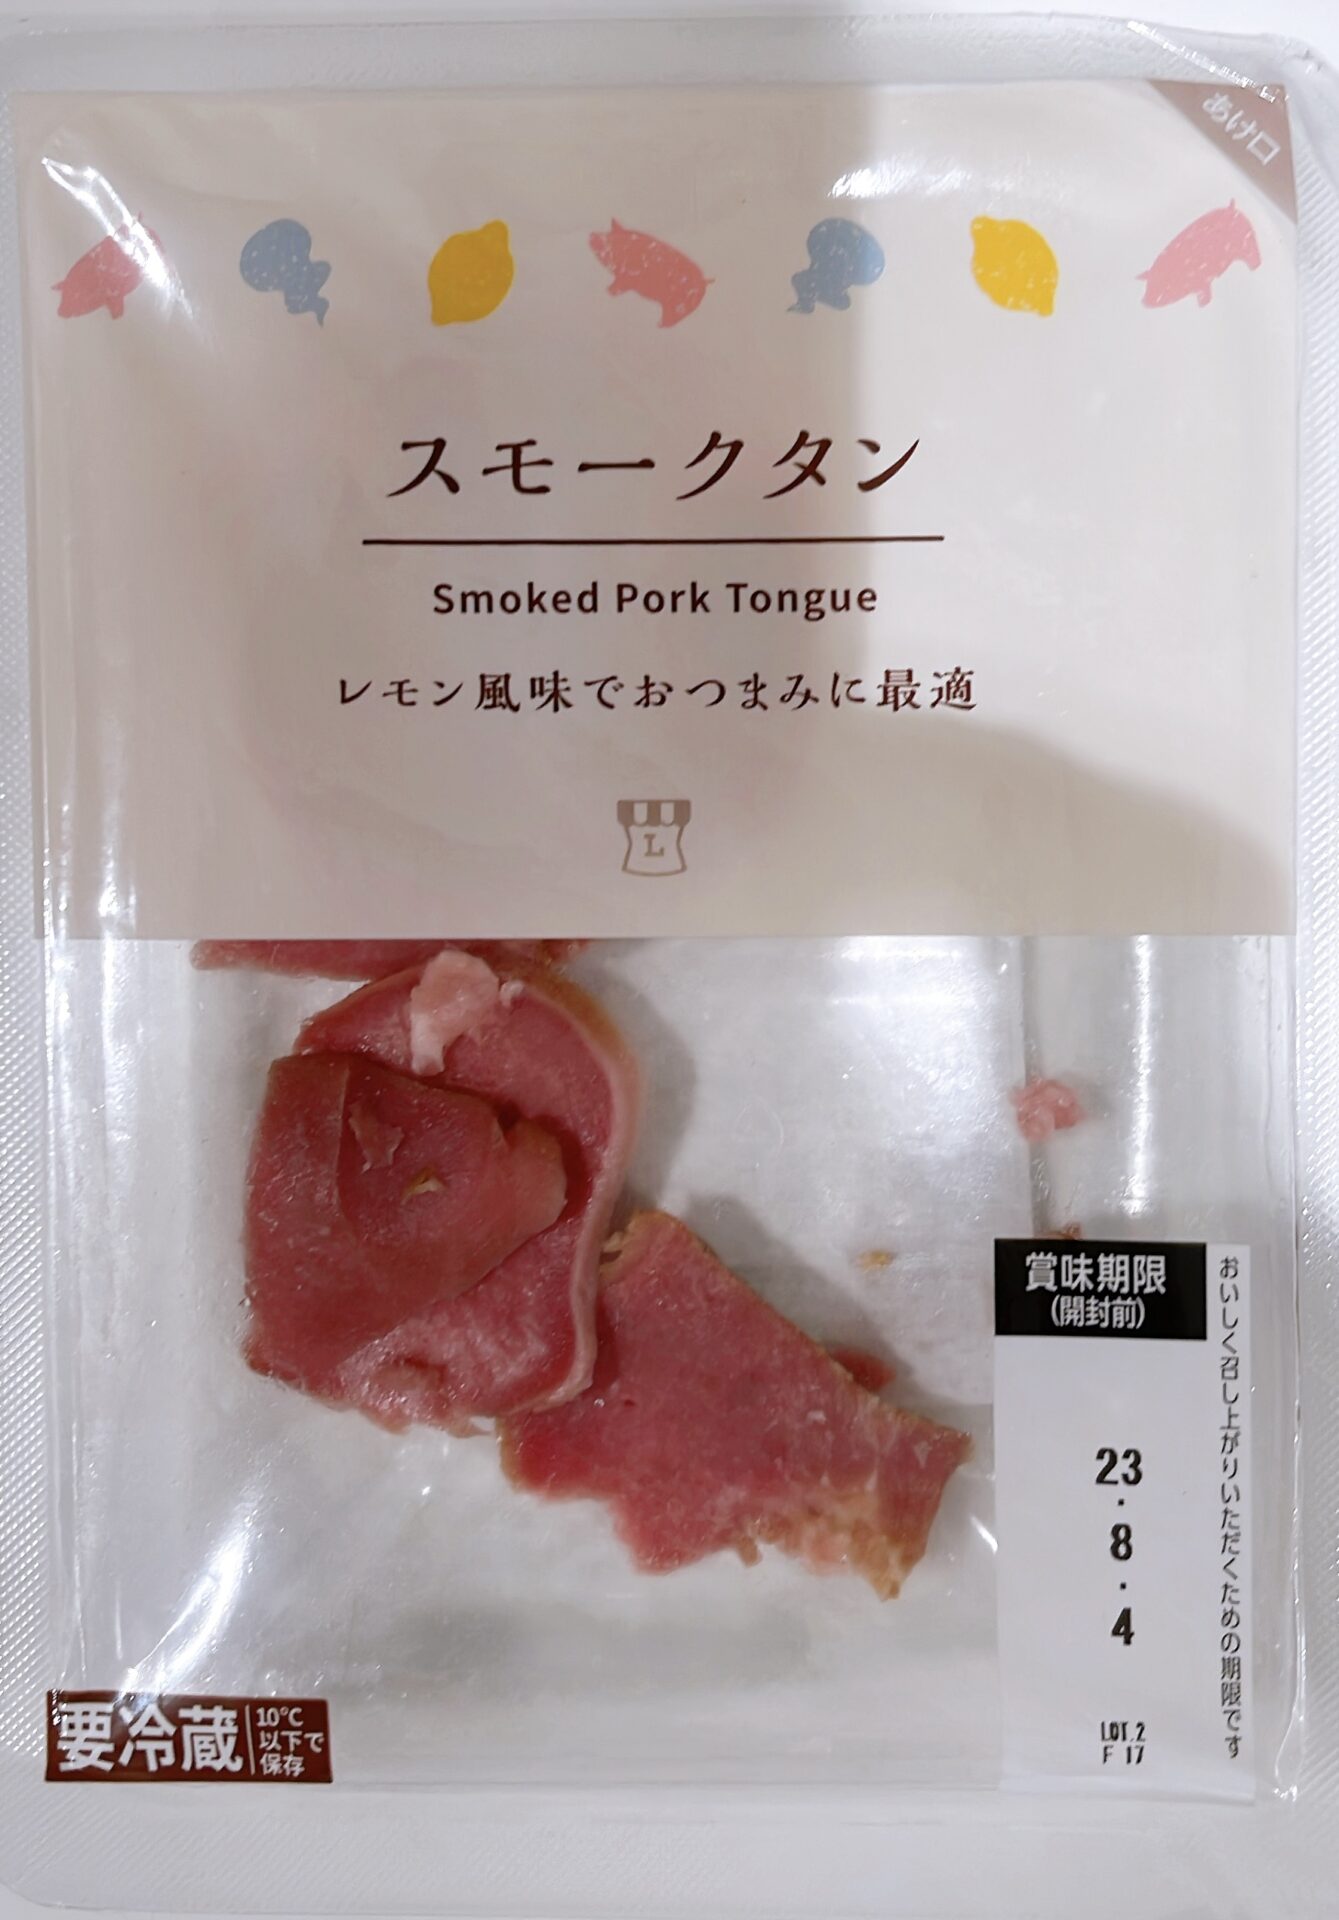 あけ口
スモークタン
Smoked Pork Tongue
レモン風味でおつまみに最適
L
賞味期限
(開封前)
23.8.4
LOT.2
F 17
おいしく召し上がりいただくための期限です
要冷蔵
10℃
以下で
保存